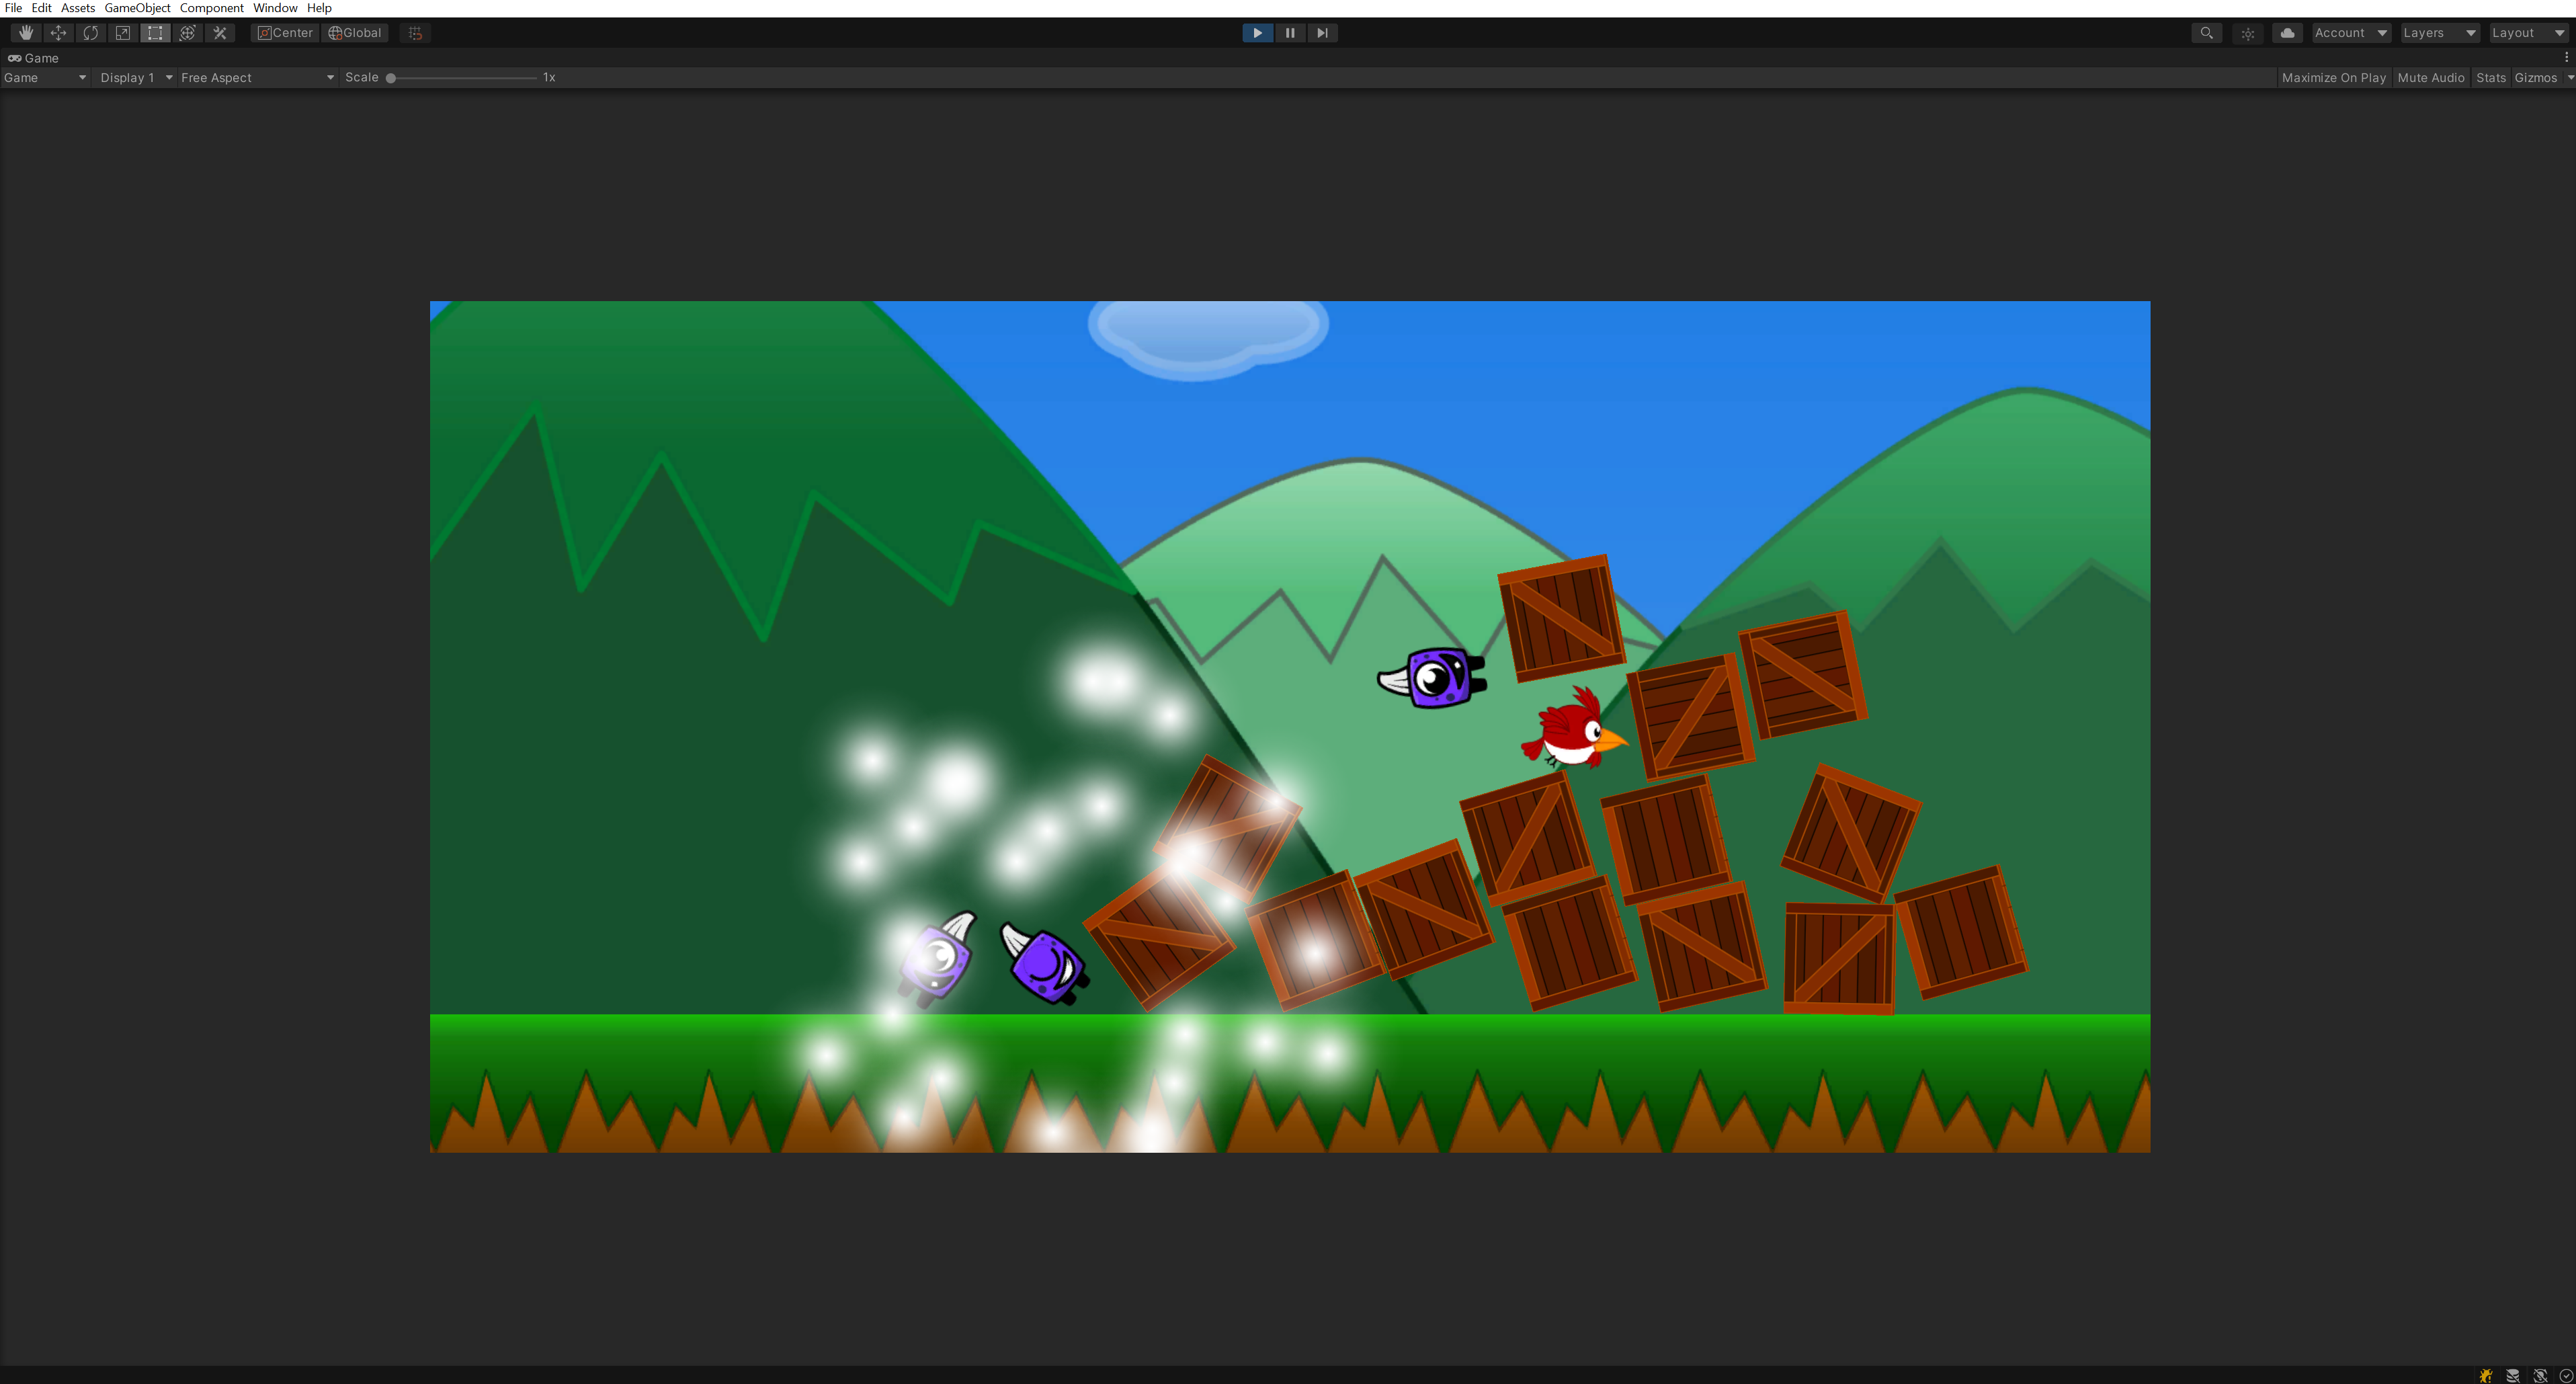 File Edit Assets GameObject Component Window Help
Center Global Account Layers Layout
Game
Game Display 1 Free Aspect Scale 1x Maximize On Play Mute Audio Stats Gizmos